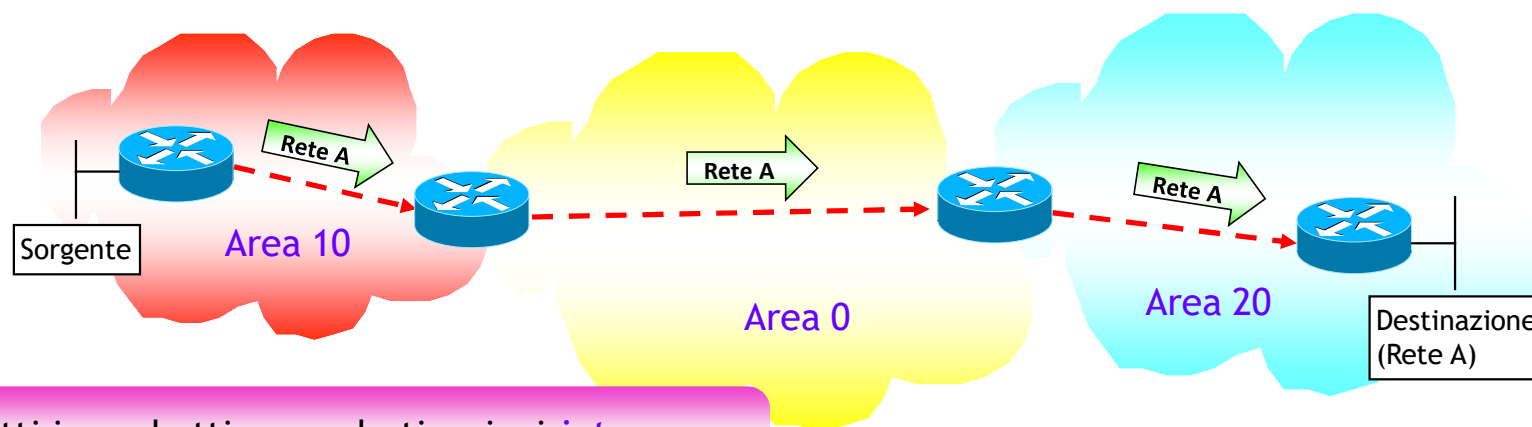 Rete A
Rete A
Rete A
Sorgente
Area 10
Area 0
Area 20
Destinazione
(Rete A)